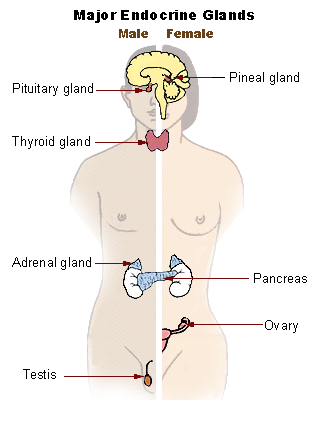 Major Endocrine Glands
Male Female
Pituitary gland
Pineal gland
Thyroid gland
Adrenal gland
Pancreas
Ovary
Testis